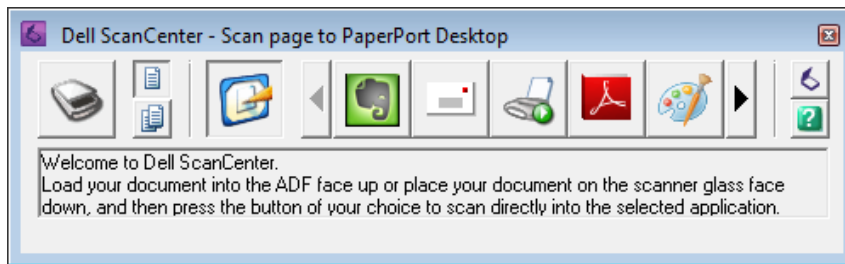 Dell ScanCenter - Scan page to PaperPort Desktop
?
Welcome to Dell ScanCenter.
Load your document into the ADF face up or place your document on the scanner glass face
down, and then press the button of your choice to scan directly into the selected application.